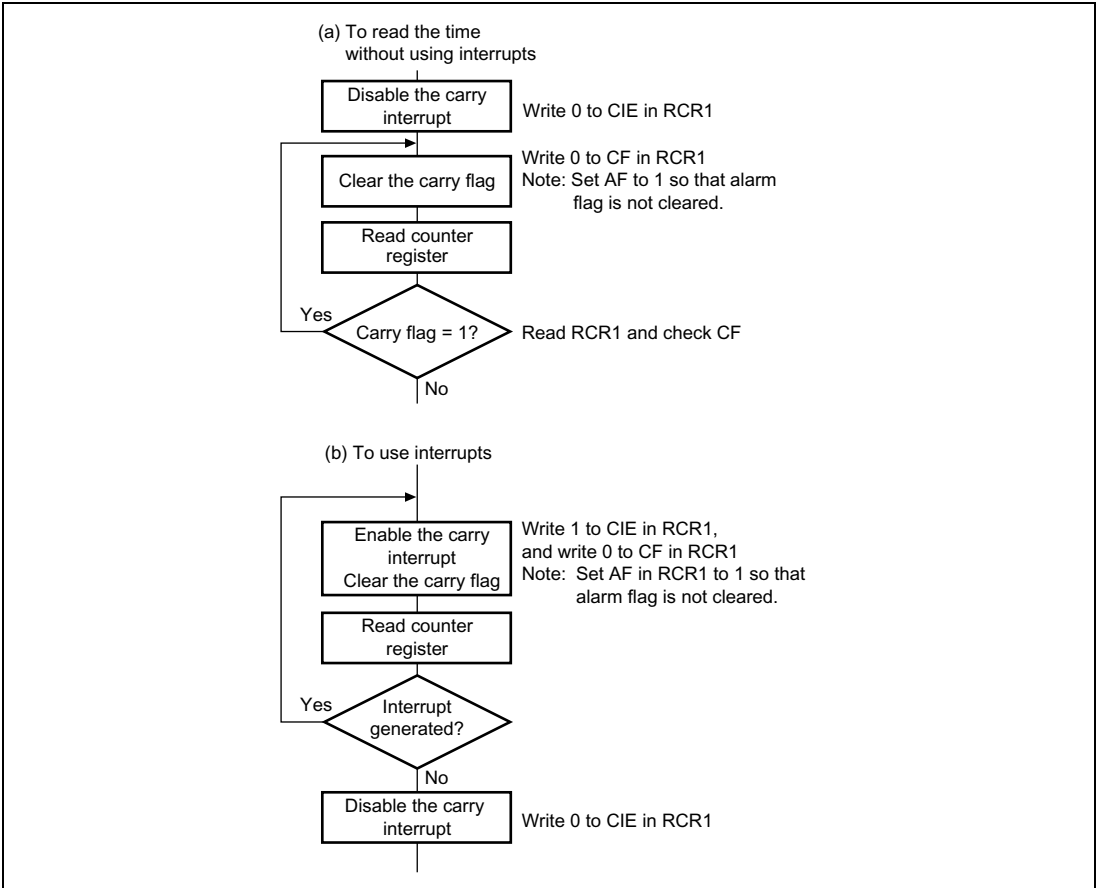 (a) To read the time
without using interrupts
Disable the carry
interrupt
Write 0 to CIE in RCR1
Clear the carry flag
Write 0 to CF in RCR1
Note: Set AF to 1 so that alarm
flag is not cleared.
Read counter
register
Yes
Carry flag = 1?
Read RCR1 and check CF
No
(b) To use interrupts
Enable the carry
interrupt
Clear the carry flag
Write 1 to CIE in RCR1,
and write 0 to CF in RCR1
Note: Set AF in RCR1 to 1 so that
alarm flag is not cleared.
Read counter
register
Yes
Interrupt
generated?
No
Disable the carry
interrupt
Write 0 to CIE in RCR1